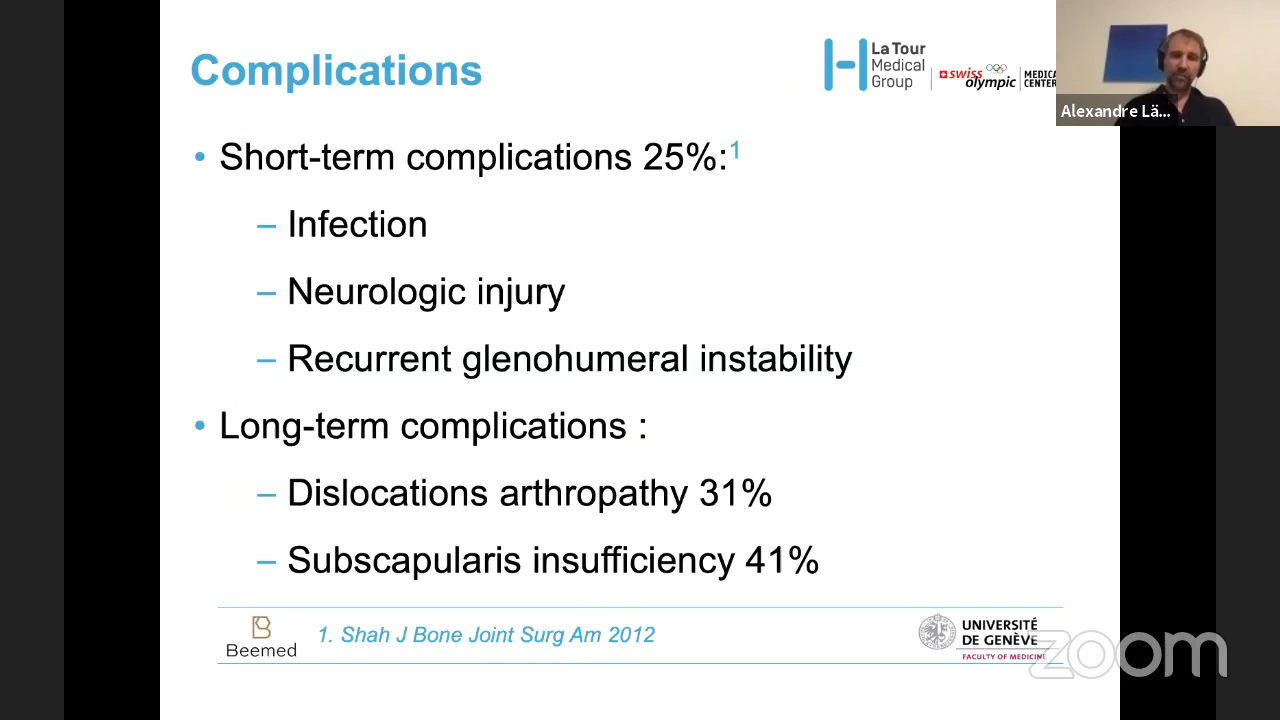 Complications
La Tour
Medical
Group
swiss
olympic
MEDICA
CENTER
Alexandre Lä...
• Short-term complications 25%:1
– Infection
– Neurologic injury
– Recurrent glenohumeral instability
• Long-term complications :
– Dislocations arthropathy 31%
– Subscapularis insufficiency 41%
Beemed
1. Shah J Bone Joint Surg Am 2012
UNIVERSITÉ
DE GENÈVE
FACULTY OF MEDICINE
zoom